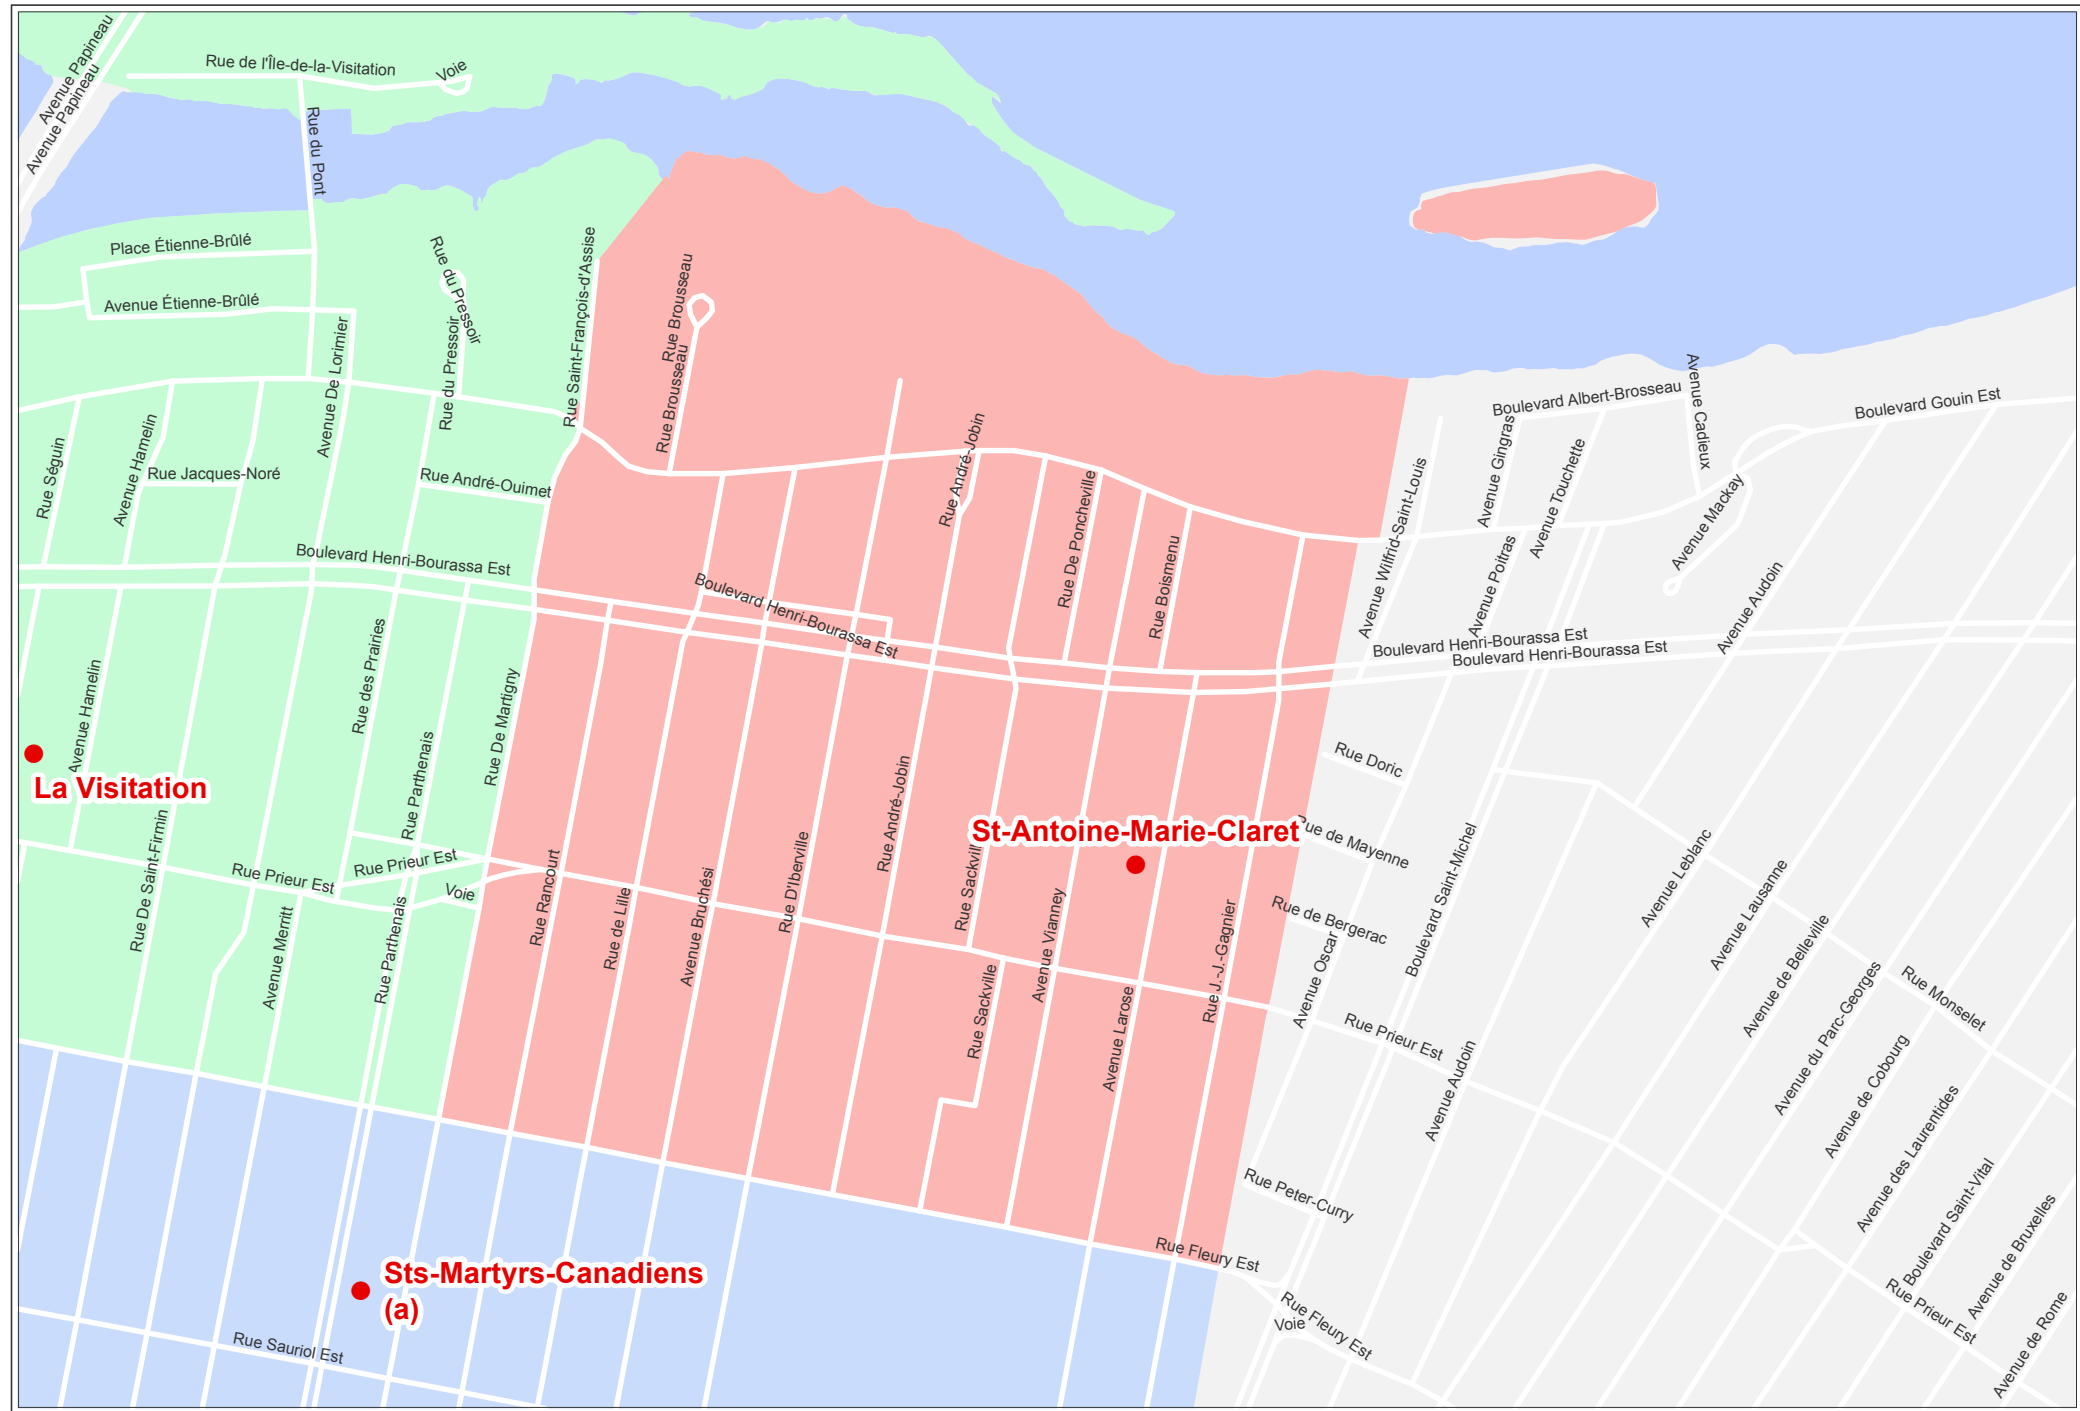 Avenue Papineau
Avenue Papineau
Rue de l'Île-de-la-Visitation
Voie
Rue du Pont
Place Étienne-Brûlé
Avenue Étienne-Brûlé
Rue du Pressoir
Rue du Pressoir
Rue Saint-François-d'Assise
Rue Brousseau
Rue Brousseau
Avenue De Lorimier
Rue Séguin
Avenue Hamelin
Rue Jacques-Noré
Rue André-Ouimet
Rue André-Jobin
Rue De Poncheville
Rue Boismenu
Avenue Wilfrid-Saint-Louis
Avenue Gingras
Boulevard Albert-Brosseau
Avenue Cadieux
Boulevard Gouin Est
Avenue Touchette
Avenue Mackay
Avenue Poitras
Avenue Audoin
Boulevard Henri-Bourassa Est
Boulevard Henri-Bourassa Est
Boulevard Henri-Bourassa Est
Boulevard Henri-Bourassa Est
Avenue Hamelin
Rue des Prairies
Rue De Martigny
Rue Parthenais
La Visitation
Rue Doric
Rue André-Jobin
St-Antoine-Marie-Claret
Rue de Mayenne
Rue De Saint-Firmin
Rue Prieur Est
Rue Prieur Est
Voie
Avenue Merritt
Rue Parthenais
Rue Rancourt
Rue de Lille
Avenue Bruchési
Rue D'Iberville
Rue Sackville
Avenue Vianney
Rue Sackville
Avenue Larose
Rue J.-J.-Gagnier
Rue de Bergerac
Avenue Oscar
Boulevard Saint-Michel
Rue Prieur Est
Avenue Audoin
Avenue Leblanc
Avenue Lausanne
Avenue de Belleville
Avenue du Parc-Georges
Rue Monselet
Avenue de Cobourg
Avenue des Laurentides
Boulevard Saint-Vital
Avenue de Bruxelles
Avenue de Rome
Rue Prieur Est
Rue Peter-Curry
Rue Fleury Est
Rue Fleury Est
Voie
Sts-Martyrs-Canadiens
(a)
Rue Sauriol Est